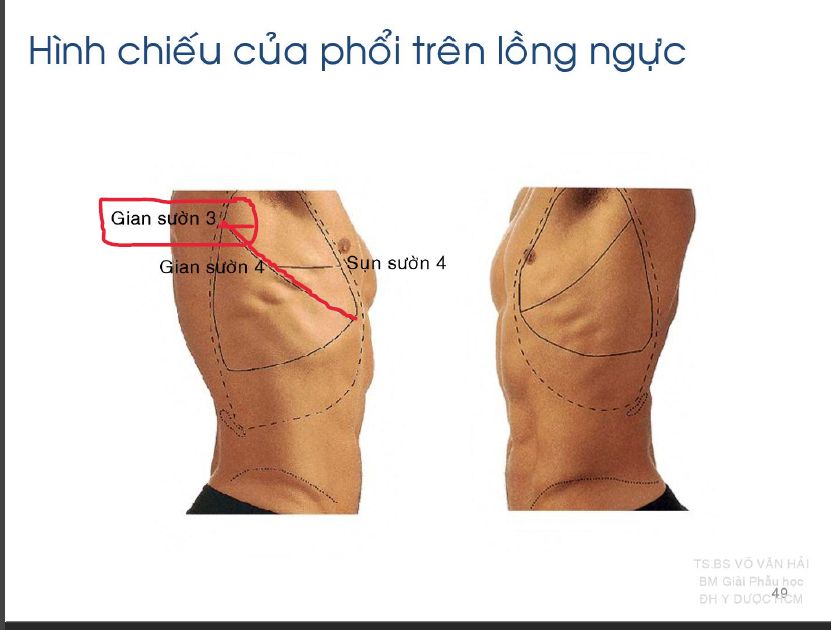 Hình chiếu của phổi trên lồng ngực
Gian sườn 3
Gian sườn 4
Sụn sườn 4
TS.BS VÕ VĂN HẢI
BM Giải Phẫu học
ĐH Y DƯỢC HCM
49